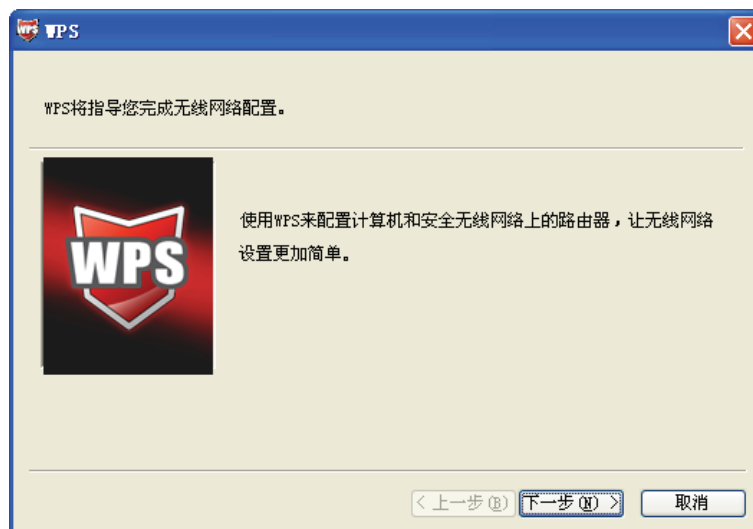 WPS
WPS将指导您完成无线网络配置。
WPS
使用WPS来配置计算机和安全无线网络上的路由器，让无线网络
设置更加简单。
< 上一步(B)
下一步(N) >
取消